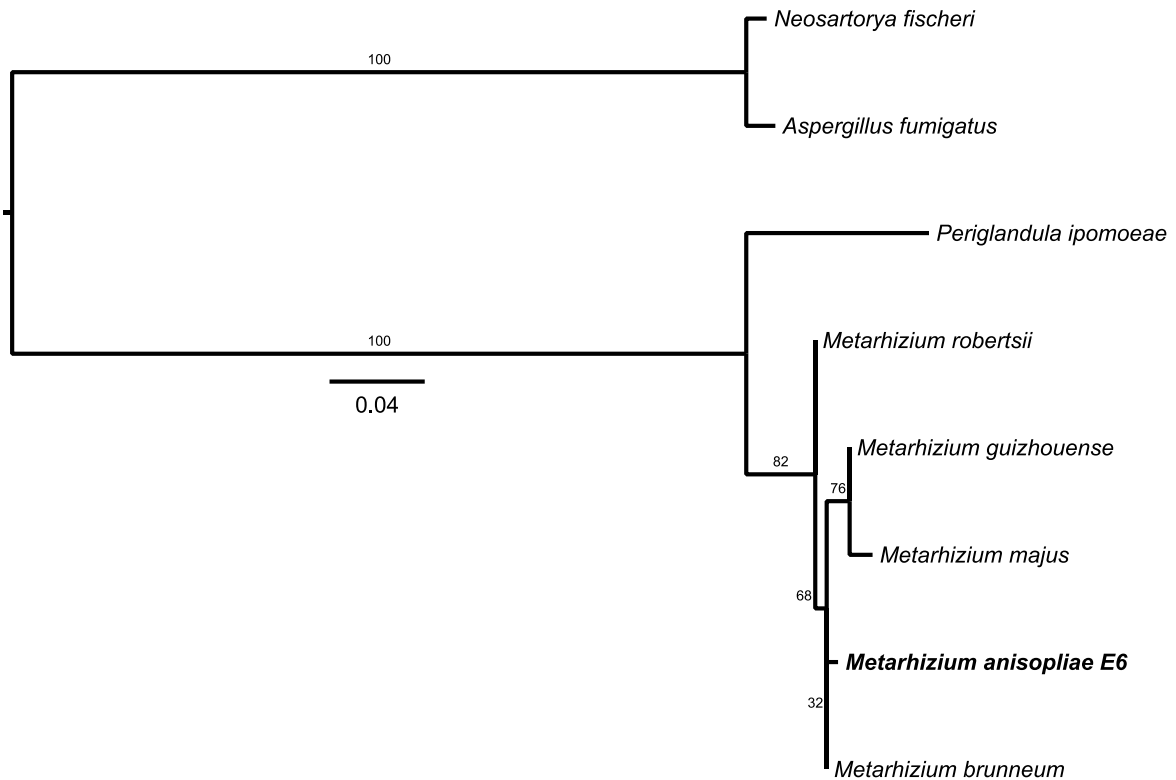 Neosartorya fischeri
100
Aspergillus fumigatus
Periglandula ipomoeae
Metarhizium robertsii
100
0.04
Metarhizium guizhouense
82
76
Metarhizium majus
68
Metarhizium anisopliae E6
32
Metarhizium brunneum